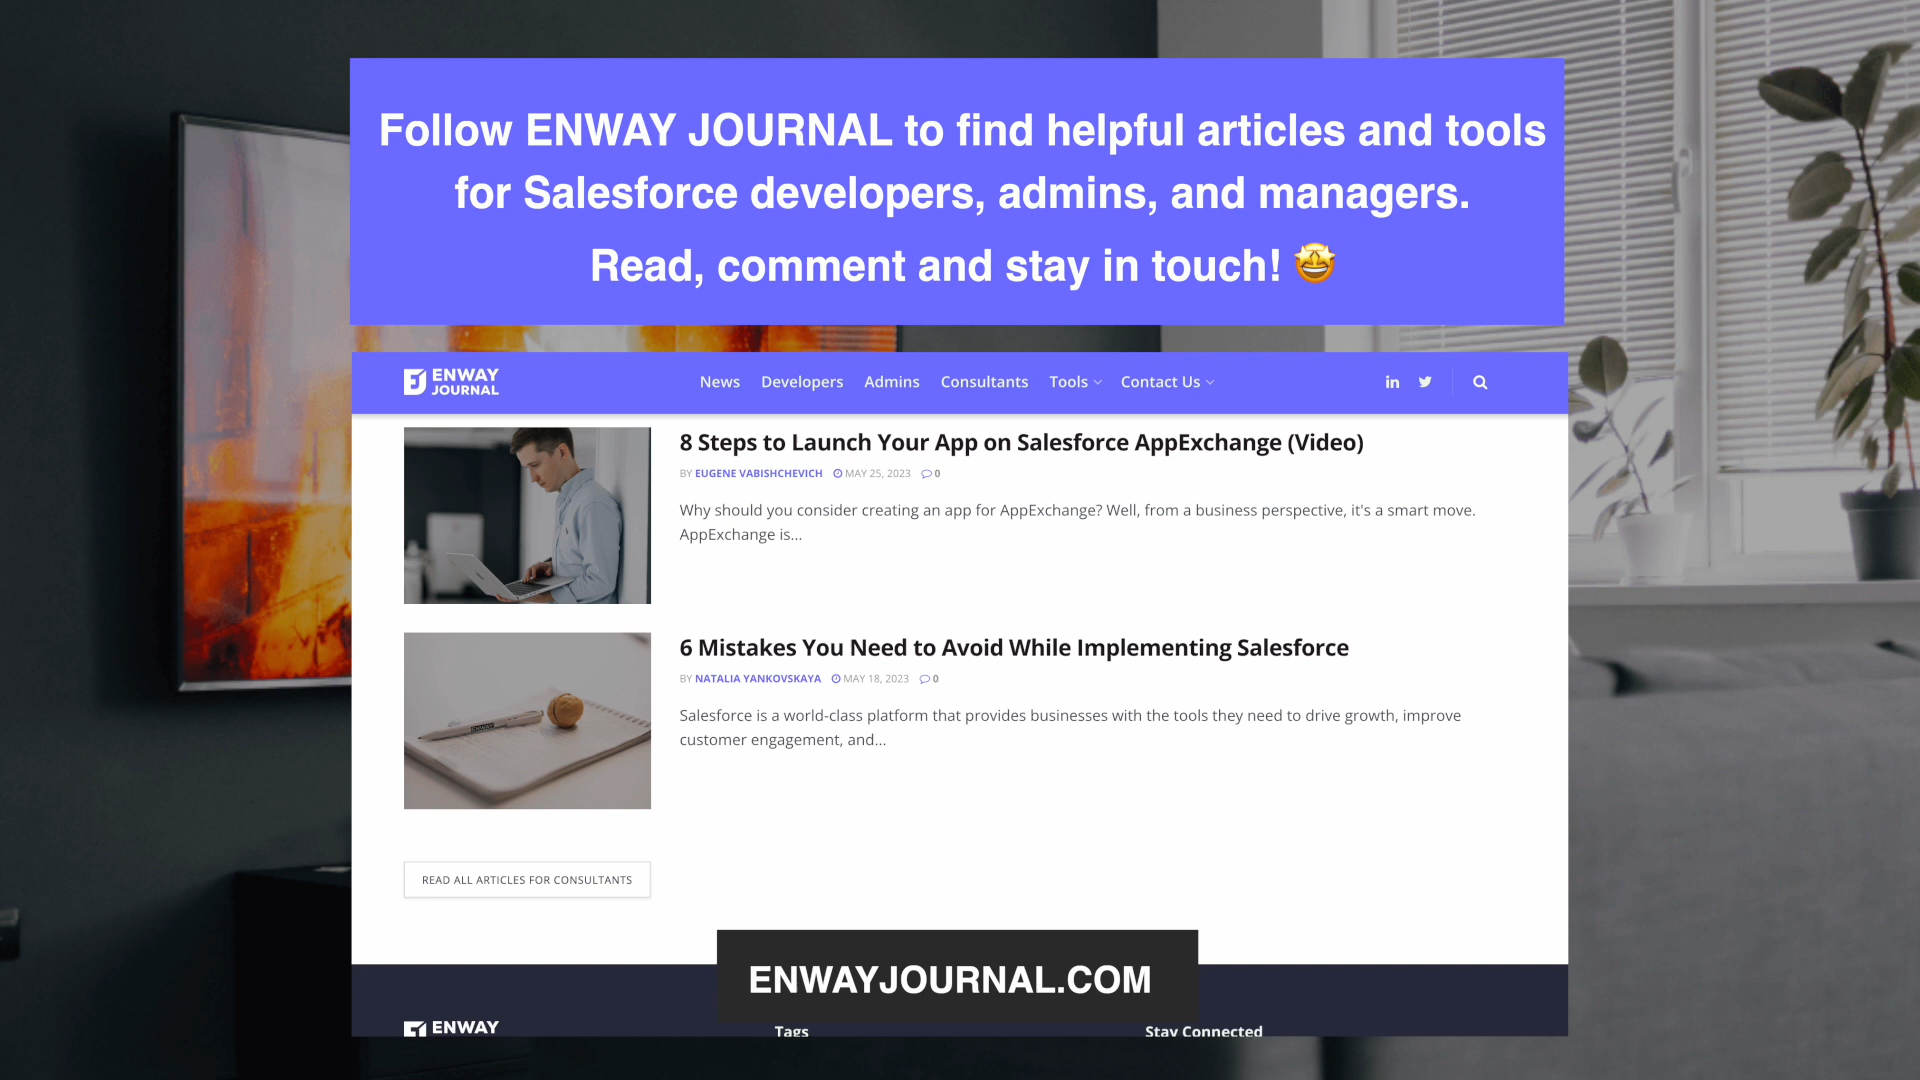 Follow ENWAY JOURNAL to find helpful articles and tools
for Salesforce developers, admins, and managers.
Read, comment and stay in touch! 🤩
ENWAY
JOURNAL
News Developers Admins Consultants Tools Contact Us
8 Steps to Launch Your App on Salesforce AppExchange (Video)
BY EUGENE VABISHCHEVICH MAY 25, 2023 0
Why should you consider creating an app for AppExchange? Well, from a business perspective, it's a smart move.
AppExchange is...
6 Mistakes You Need to Avoid While Implementing Salesforce
BY NATALIA YANKOVSKAYA MAY 18, 2023 0
ENWAY
Salesforce is a world-class platform that provides businesses with the tools they need to drive growth, improve
customer engagement, and...
READ ALL ARTICLES FOR CONSULTANTS
ENWAYJOURNAL.COM
ENWAY
Tags
Stay Connected